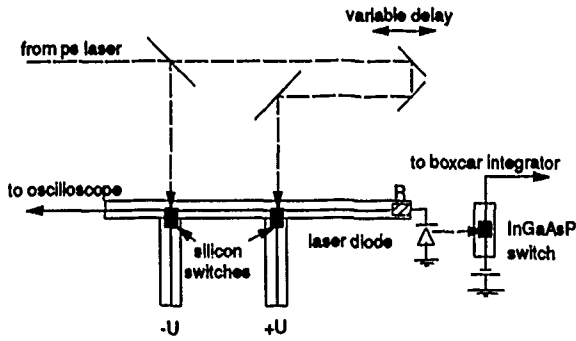 variable delay
from ps laser
to boxcar integrator
to oscilloscope
R
silicon
switches
laser diode
InGaAsP
switch
-U
+U